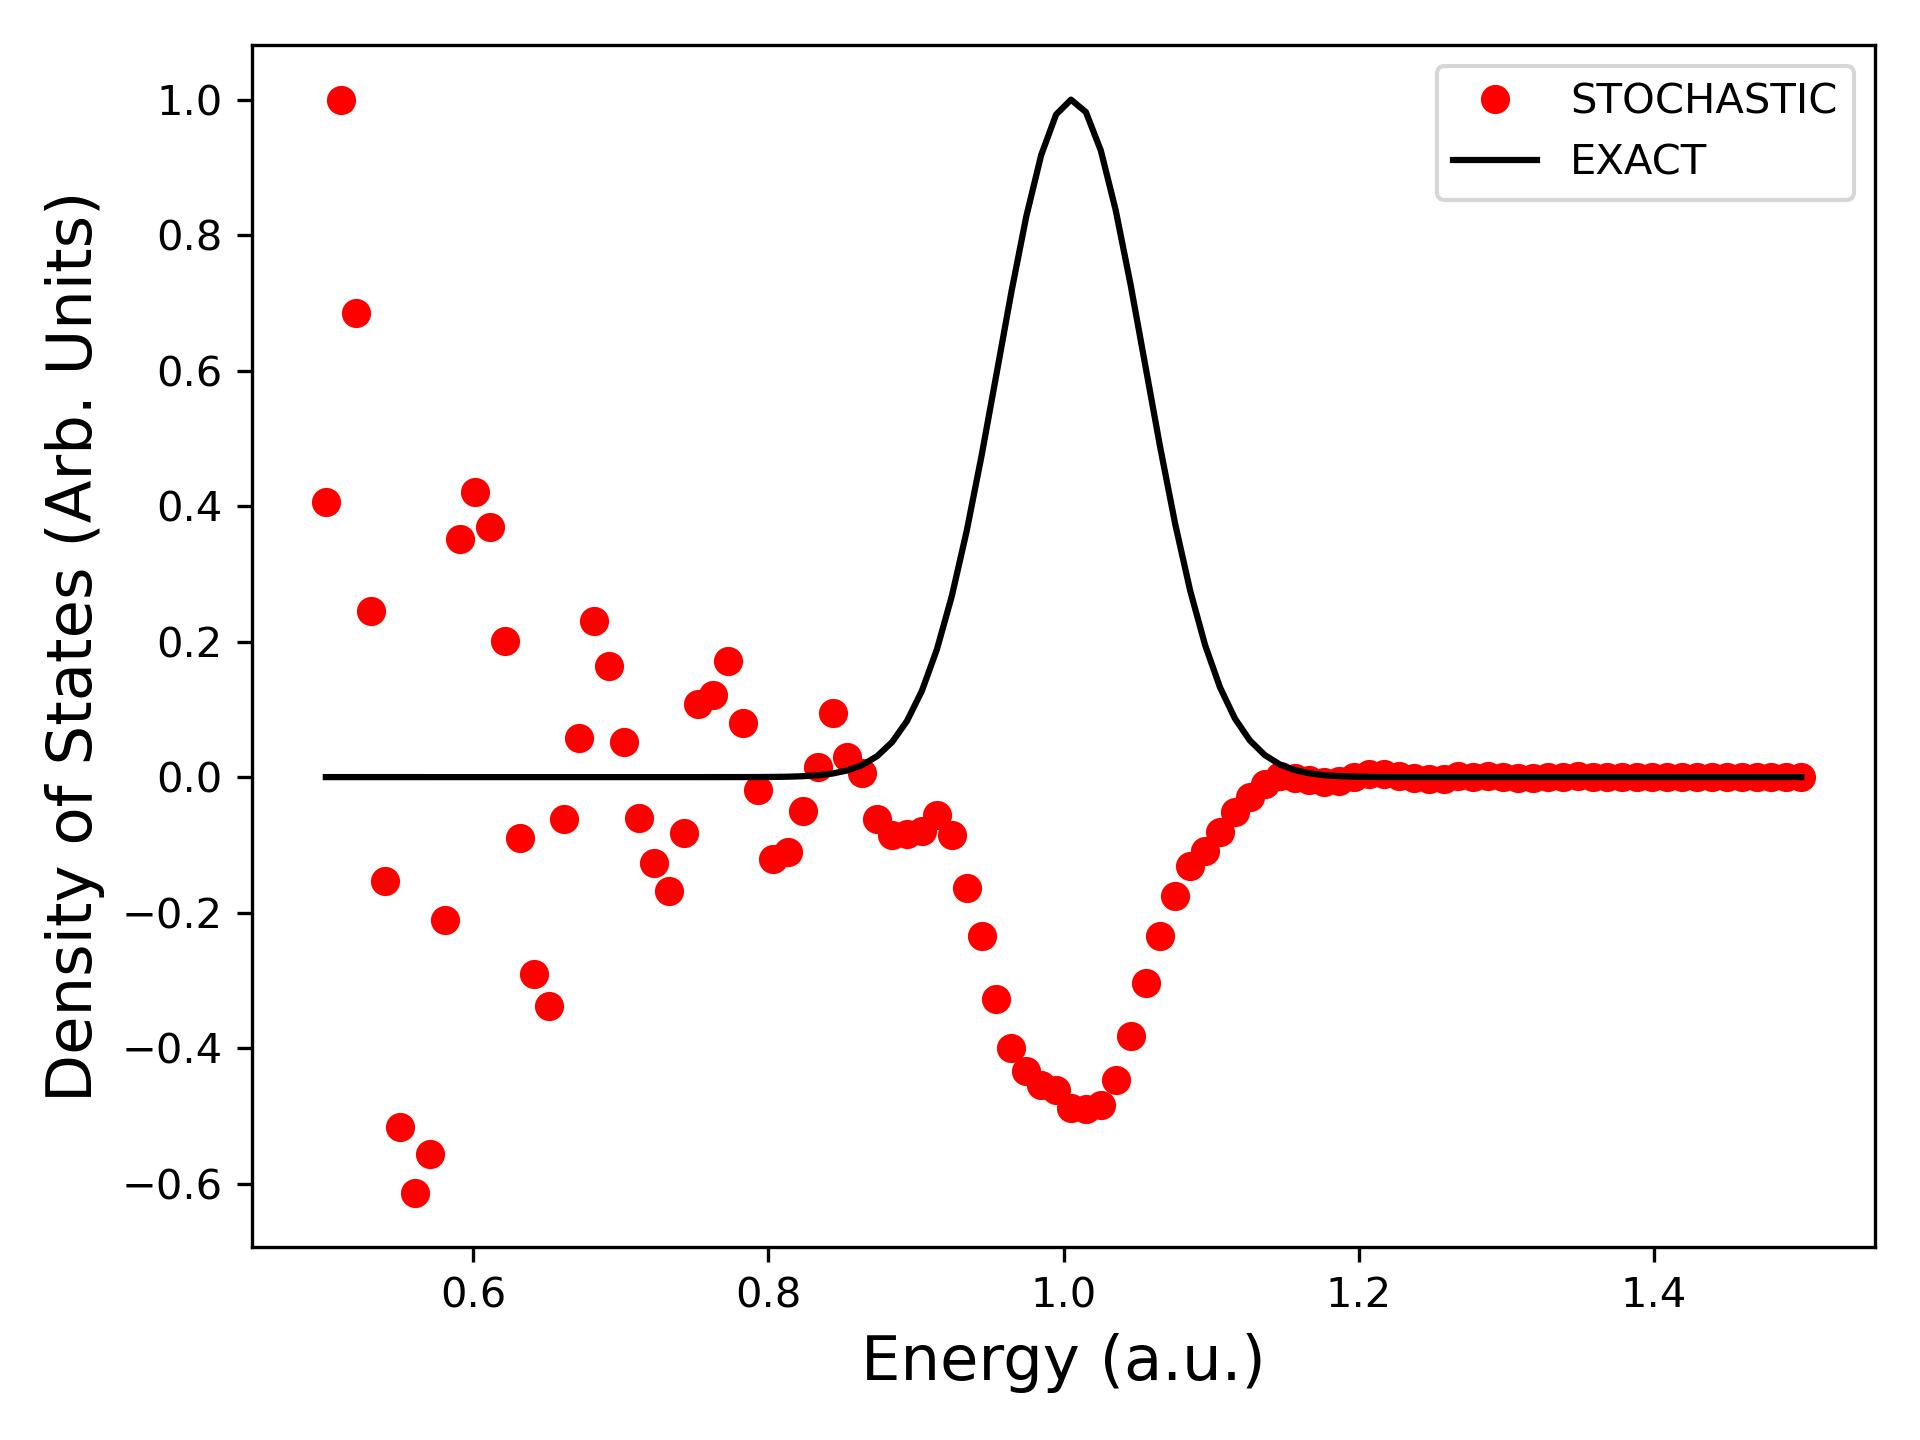 STOCHASTIC
EXACT
Density of States (Arb. Units)
1.0
0.8
0.6
0.4
0.2
0.0
−0.2
−0.4
−0.6
0.6 0.8 1.0 1.2 1.4
Energy (a.u.)